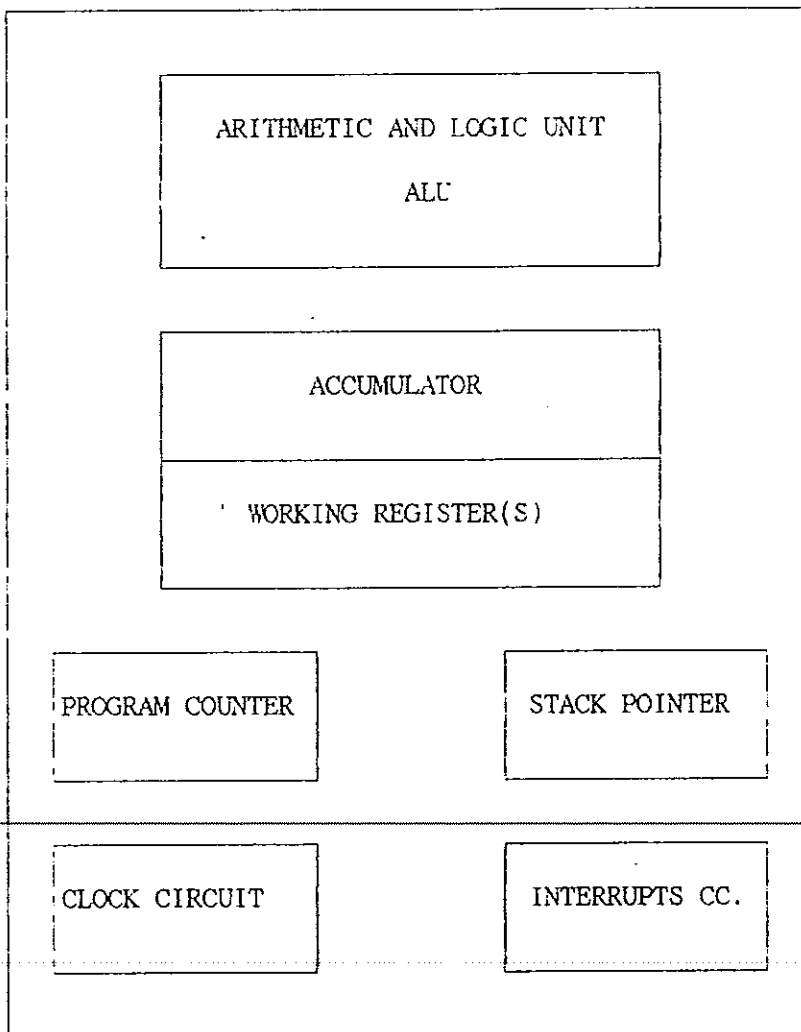 ARITHMETIC AND LOGIC UNIT
ALU
ACCUMULATOR
WORKING REGISTER(S)
PROGRAM COUNTER
STACK POINTER
CLOCK CIRCUIT
INTERRUPTS CC.